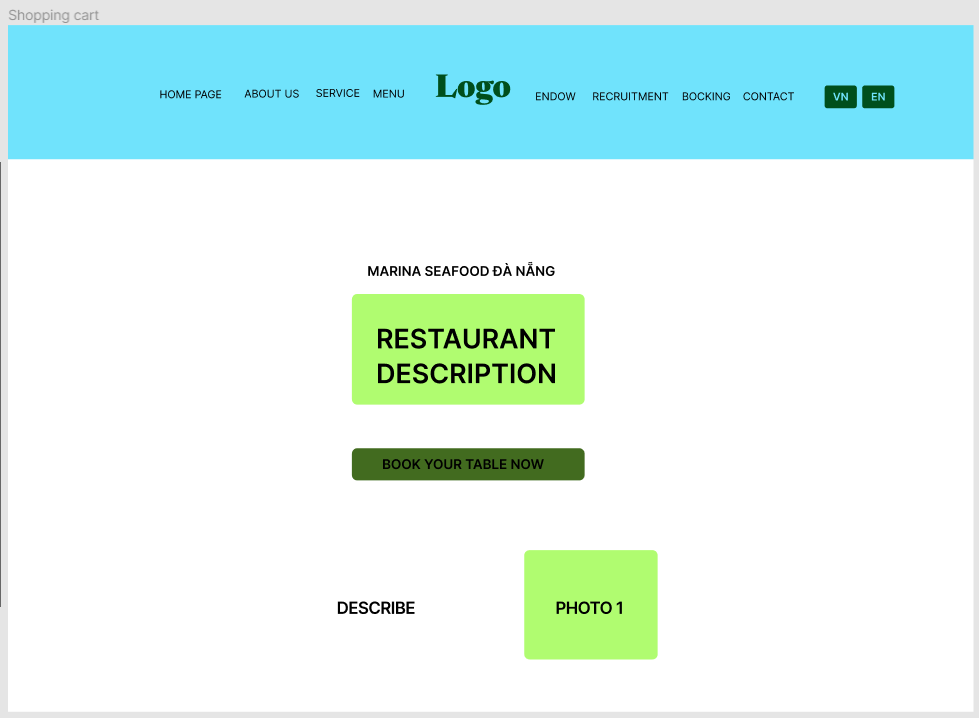 Shopping cart
HOME PAGE ABOUT US SERVICE MENU Logo ENDOW RECRUITMENT BOCKING CONTACT VN EN
MARINA SEAFOOD ĐÀ NẴNG
RESTAURANT
DESCRIPTION
BOOK YOUR TABLE NOW
DESCRIBE PHOTO 1